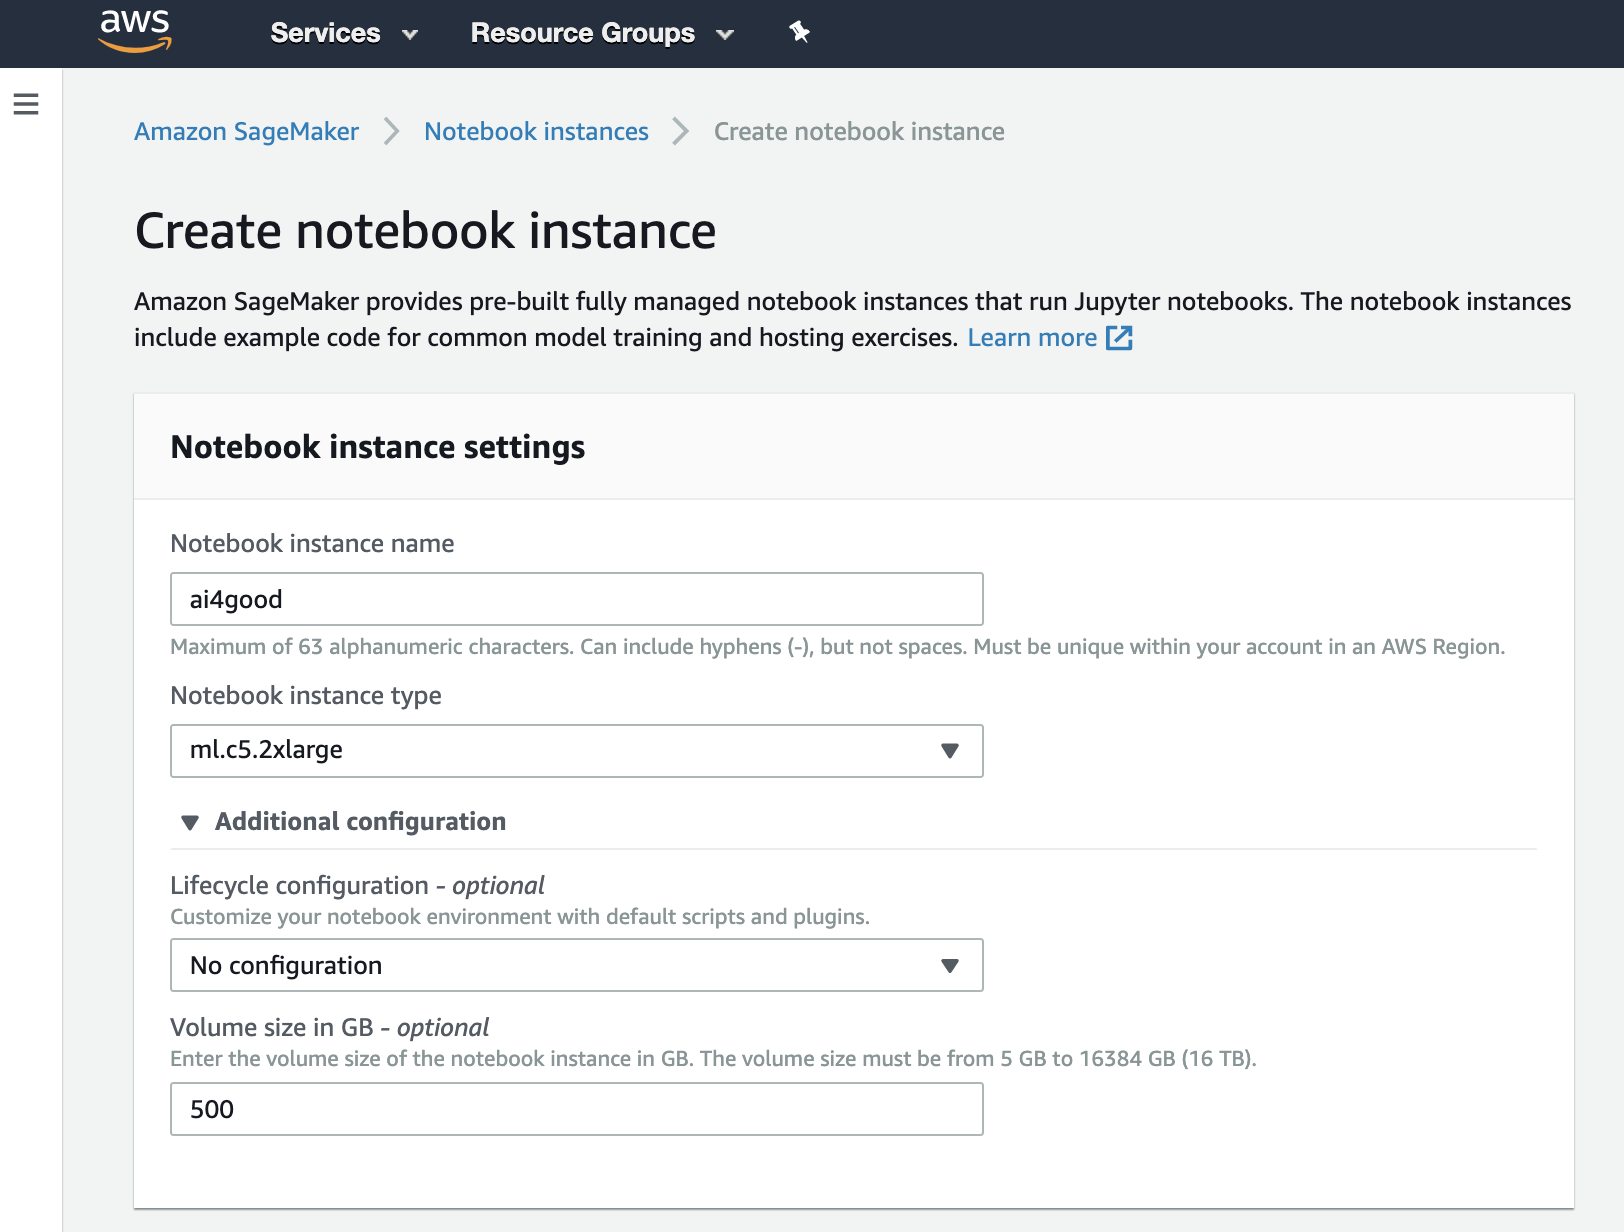 aws
Services
Resource Groups
Amazon SageMaker
Notebook instances
Create notebook instance
Create notebook instance
Amazon SageMaker provides pre-built fully managed notebook instances that run Jupyter notebooks. The notebook instances
include example code for common model training and hosting exercises. Learn more
Notebook instance settings
Notebook instance name
ai4good
Maximum of 63 alphanumeric characters. Can include hyphens (-), but not spaces. Must be unique within your account in an AWS Region.
Notebook instance type
ml.c5.2xlarge
Additional configuration
Lifecycle configuration - optional
Customize your notebook environment with default scripts and plugins.
No configuration
Volume size in GB - optional
Enter the volume size of the notebook instance in GB. The volume size must be from 5 GB to 16384 GB (16 TB).
500